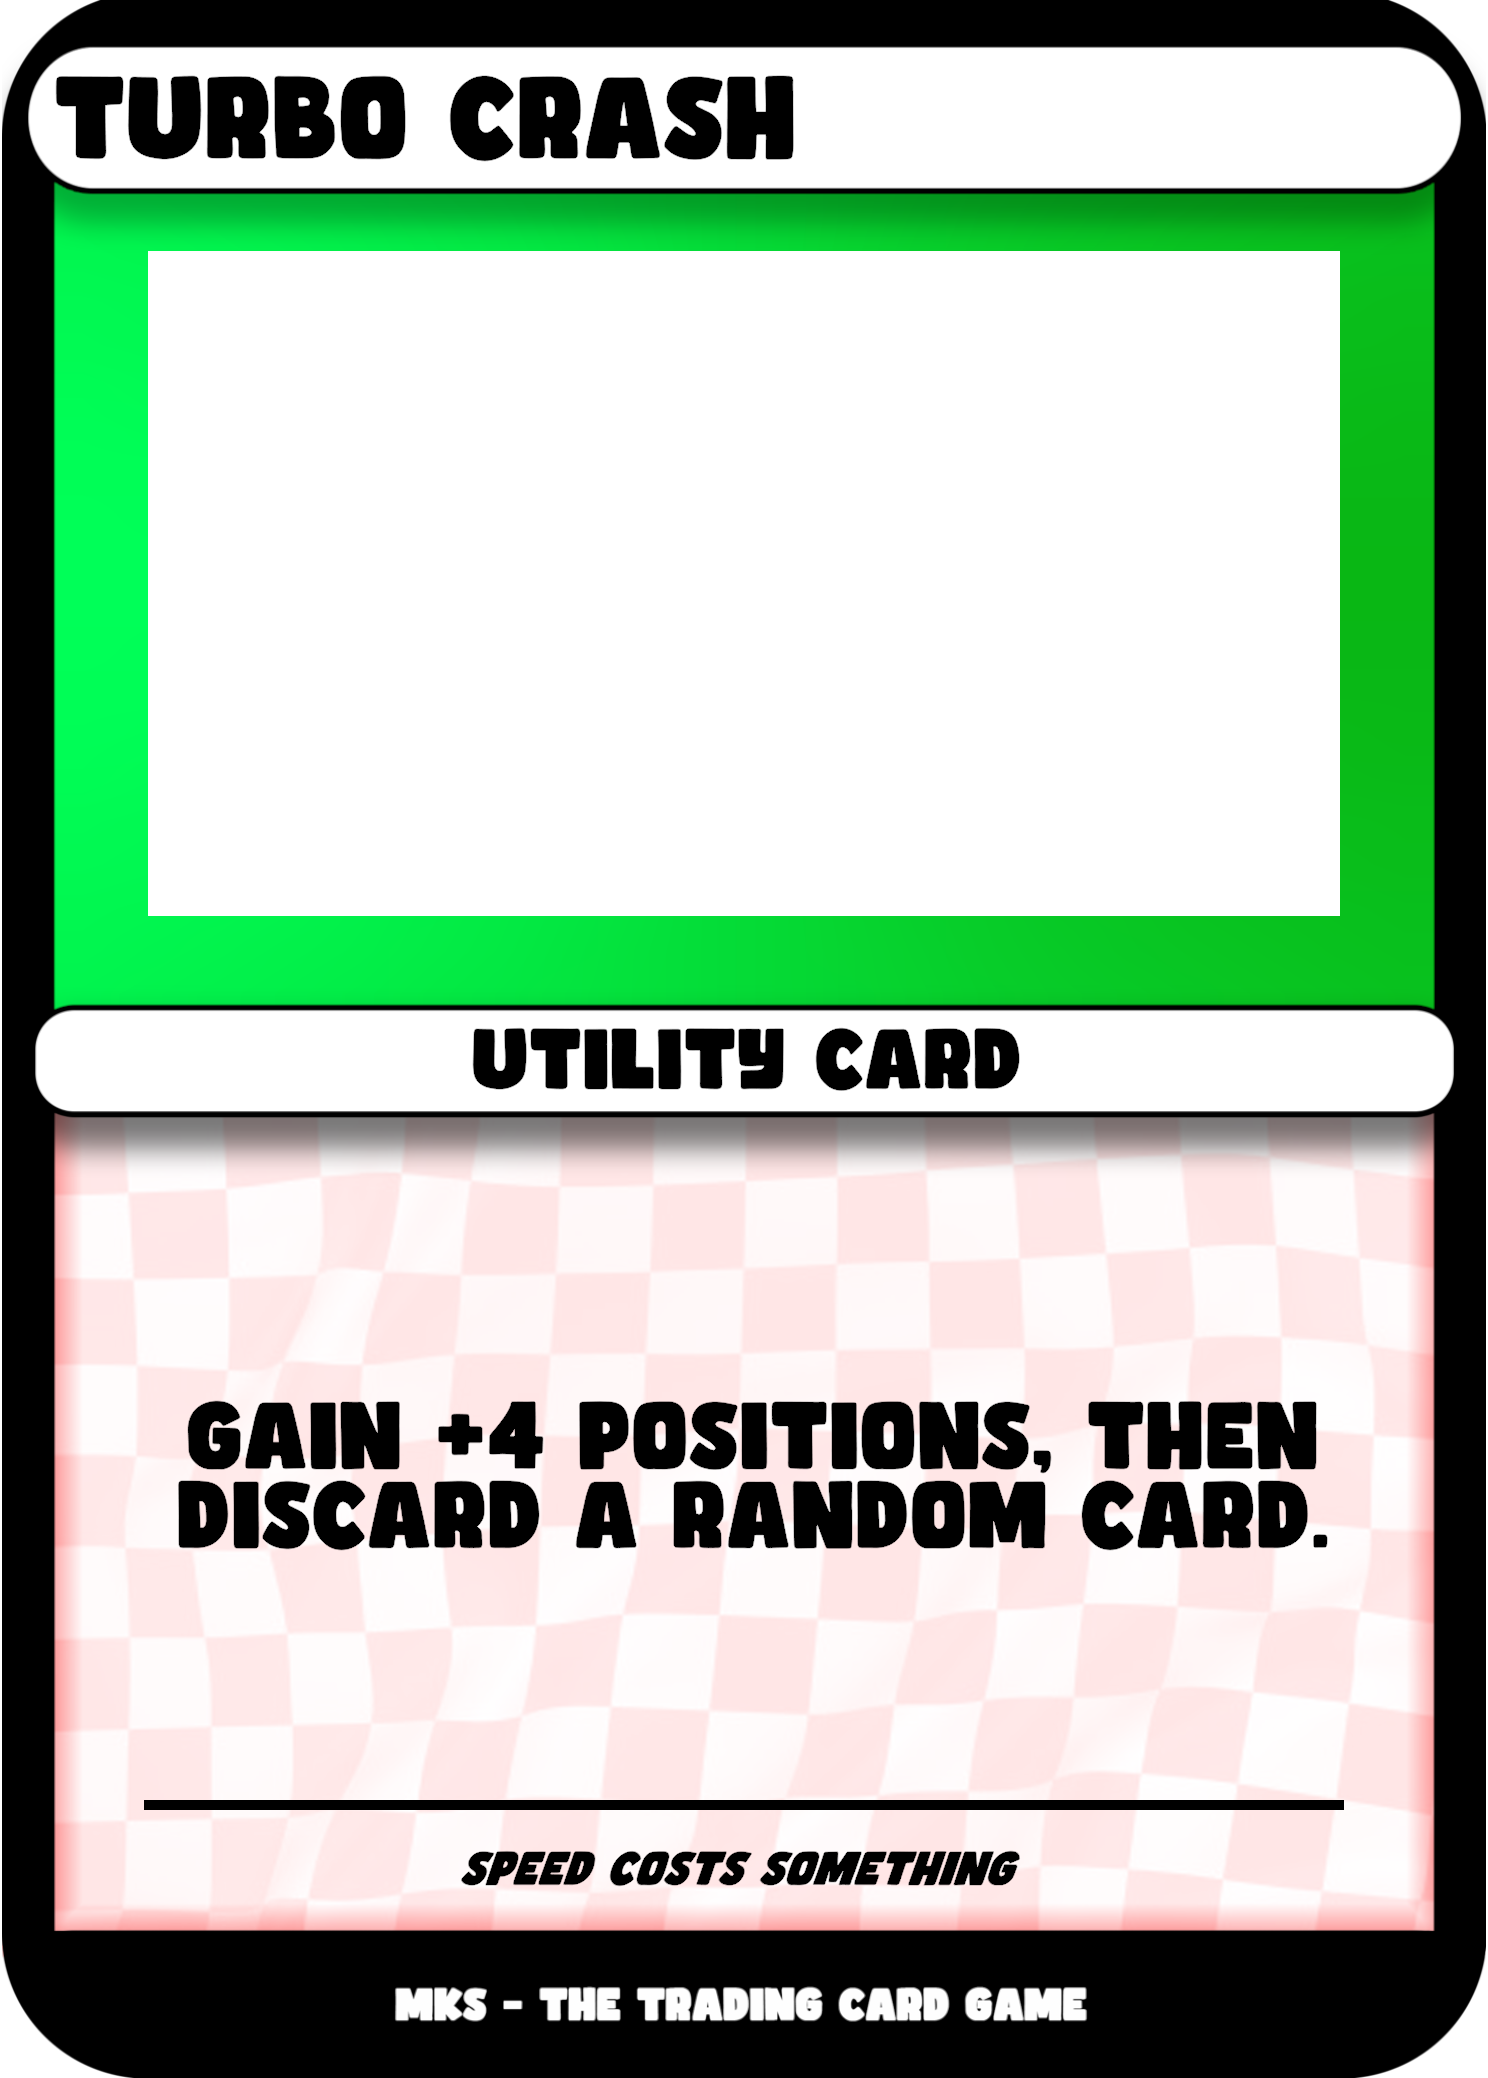 TURBO CRASH
UTILITY CARD
GAIN +4 POSITIONS, THEN
DISCARD A RANDOM CARD.
SPEED COSTS SOMETHING
MKS - THE TRADING CARD GAME